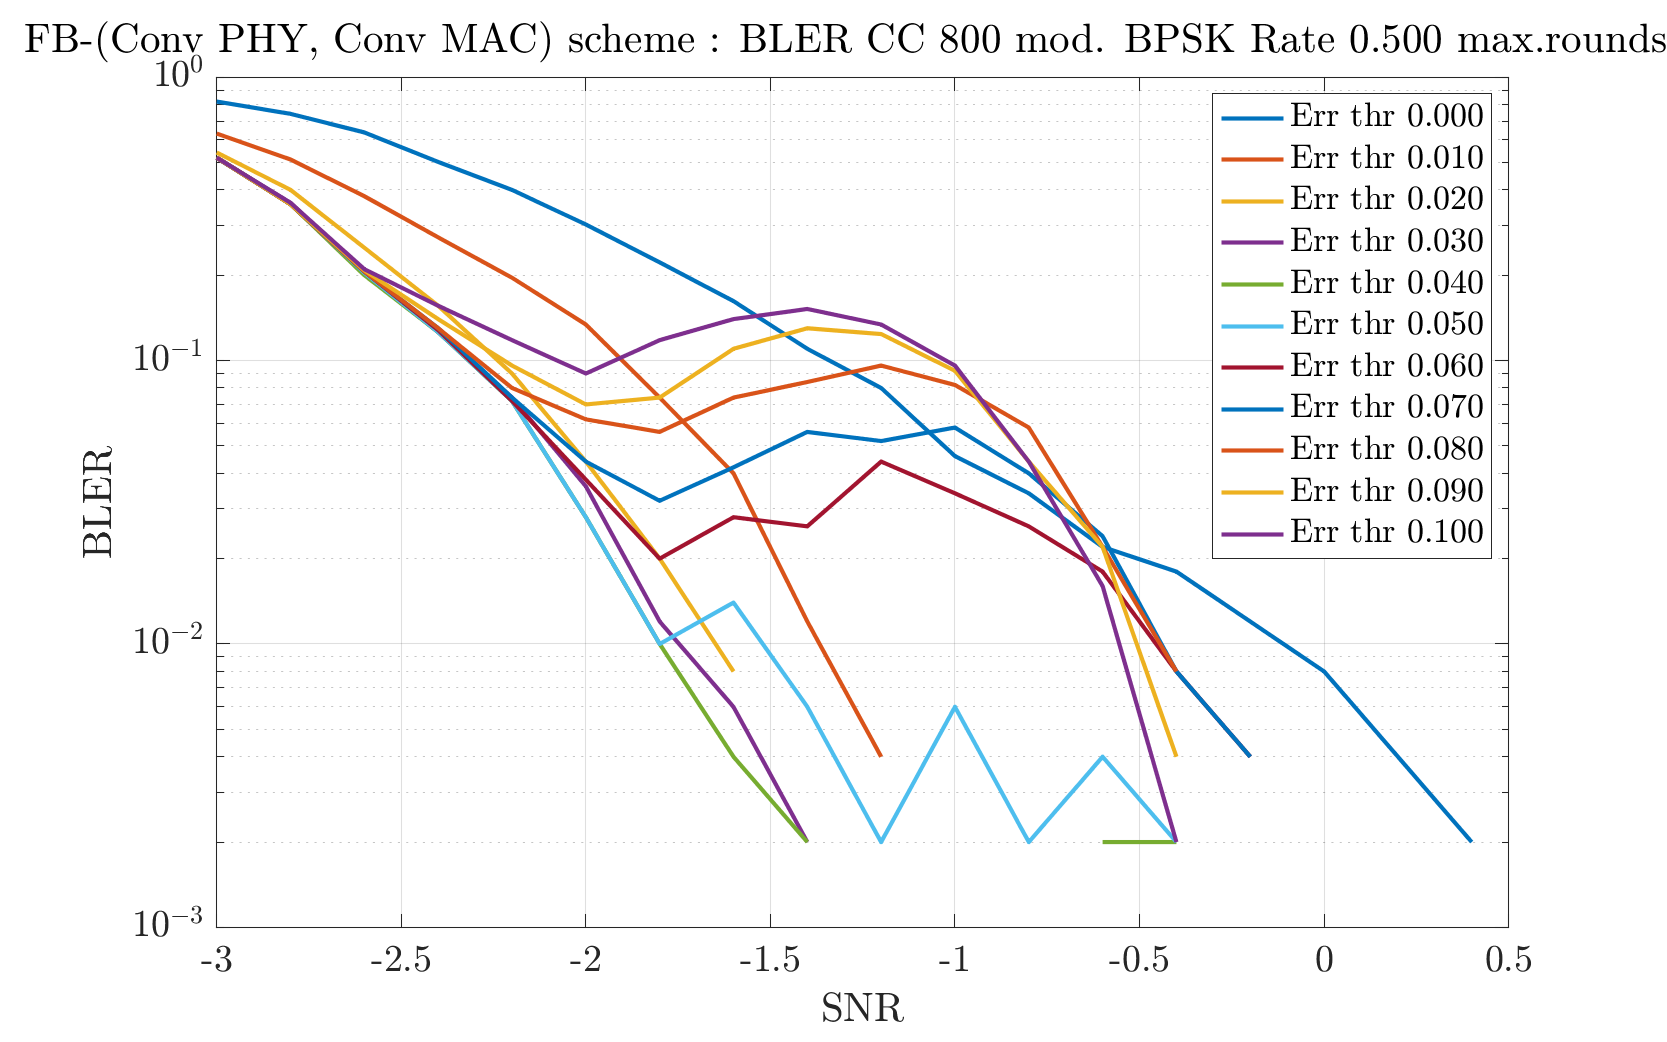 FB-(Conv PHY, Conv MAC) scheme : BLER CC 800 mod. BPSK Rate 0.500 max.rounds
10^0
10^-1
10^-2
10^-3
BLER
Err thr 0.000
Err thr 0.010
Err thr 0.020
Err thr 0.030
Err thr 0.040
Err thr 0.050
Err thr 0.060
Err thr 0.070
Err thr 0.080
Err thr 0.090
Err thr 0.100
-3 -2.5 -2 -1.5 -1 -0.5 0 0.5
SNR